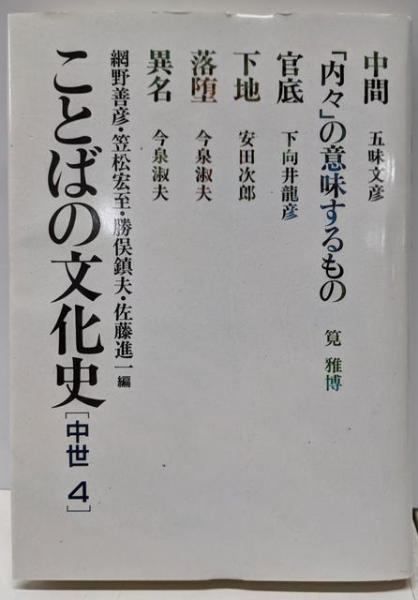 中間　五味文彦
「内々」の意味するもの　筧　雅博
官底　下向井龍彦
下地　安田次郎
落堕　今泉淑夫
異名　今泉淑夫
網野善彦・笠松宏至・勝俣鎮夫・佐藤進一編
ことばの文化史［中世 4］